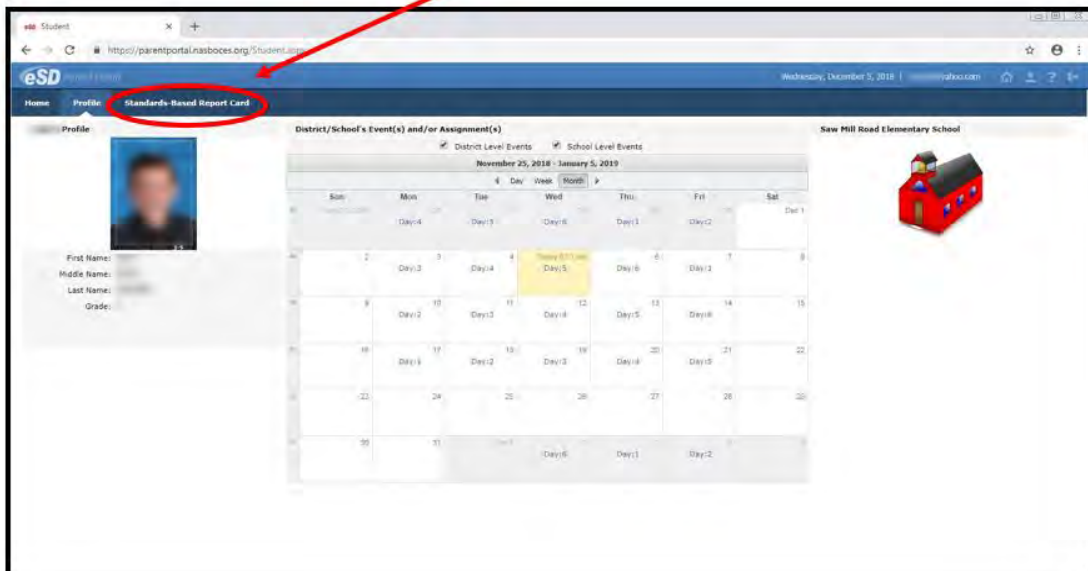 eSD Student
https://parentportal.nasboces.org/Student.aspx
eSD
Wednesday, December 5, 2018 | yahoo.com
Home Profile Standards-Based Report Card
Profile
First Name:
Middle Name:
Last Name:
Grade:
District/School's Event(s) and/or Assignment(s)
District Level Events School Level Events
November 25, 2018 - January 5, 2019
Day Week Month
Sun Mon Tue Wed Thu Fri Sat
Dec 1
Day:4 Day:5 Day:6 Day:1 Day:2
2 3 4 6 7 8
Day:3 Day:4 Day:5 Day:6 Day:1
9 10 11 12 13 14 15
Day:2 Day:3 Day:4 Day:5 Day:6
16 17 18 19 20 21 22
Day:1 Day:2 Day:3 Day:4 Day:5
23 24 25 26 27 28 29
30 31
Day:6 Day:1 Day:2
Saw Mill Road Elementary School